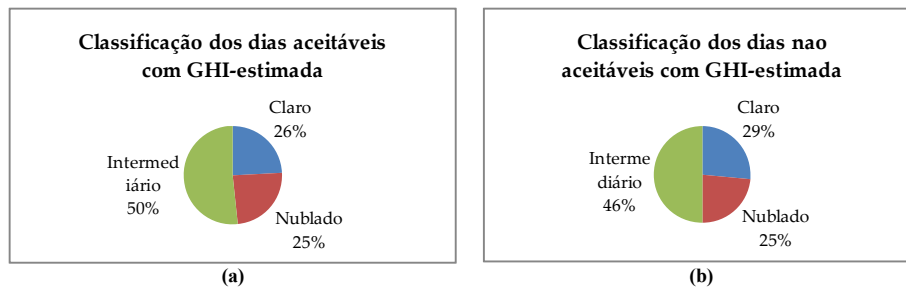 Classificação dos dias aceitáveis
com GHI-estimada
Claro
26%
Intermed
iário
50%
Nublado
25%
(a)
Classificação dos dias nao
aceitáveis com GHI-estimada
Claro
29%
Interme
diário
46%
Nublado
25%
(b)